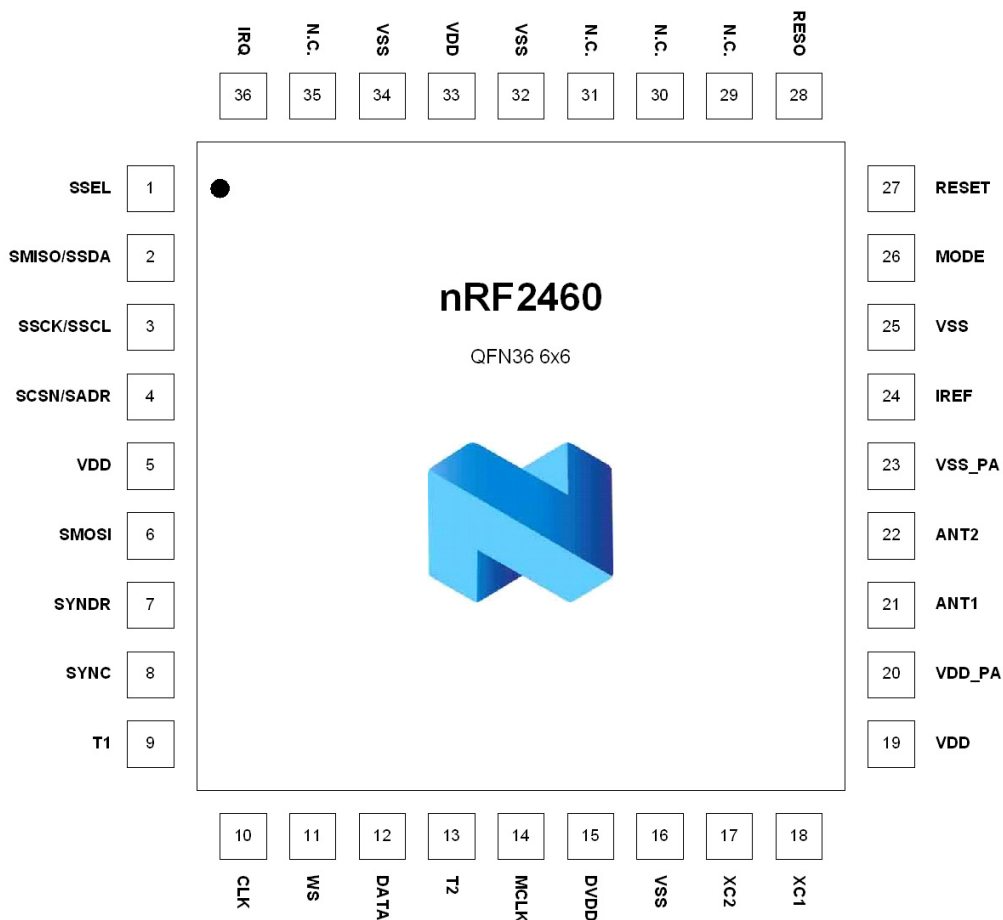 IRQ N.C. VSS VDD VSS N.C. N.C. N.C. RESO
36 35 34 33 32 31 30 29 28
SSEL 1 27 RESET
SMISO/SSDA 2 26 MODE
SSCK/SSCL 3 25 VSS
SCSN/SADR 4 24 IREF
VDD 5 23 VSS_PA
SMOSI 6 22 ANT2
SYNDR 7 21 ANT1
SYNC 8 20 VDD_PA
T1 9 19 VDD
nRF2460
QFN36 6x6
10 11 12 13 14 15 16 17 18
CLK WS DATA T2 MCLK DVDD VSS XC2 XC1